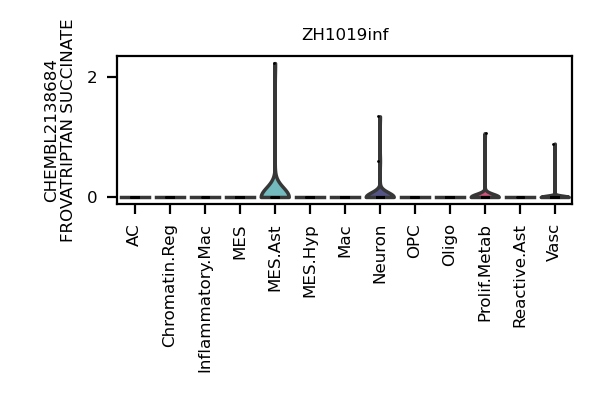 ZH1019inf
CHEMBL2138684
FROVATRIPTAN SUCCINATE
2
0
AC
Chromatin.Reg
Inflammatory.Mac
MES
MES.Ast
MES.Hyp
Mac
Neuron
OPC
Oligo
Prolif.Metab
Reactive.Ast
Vasc